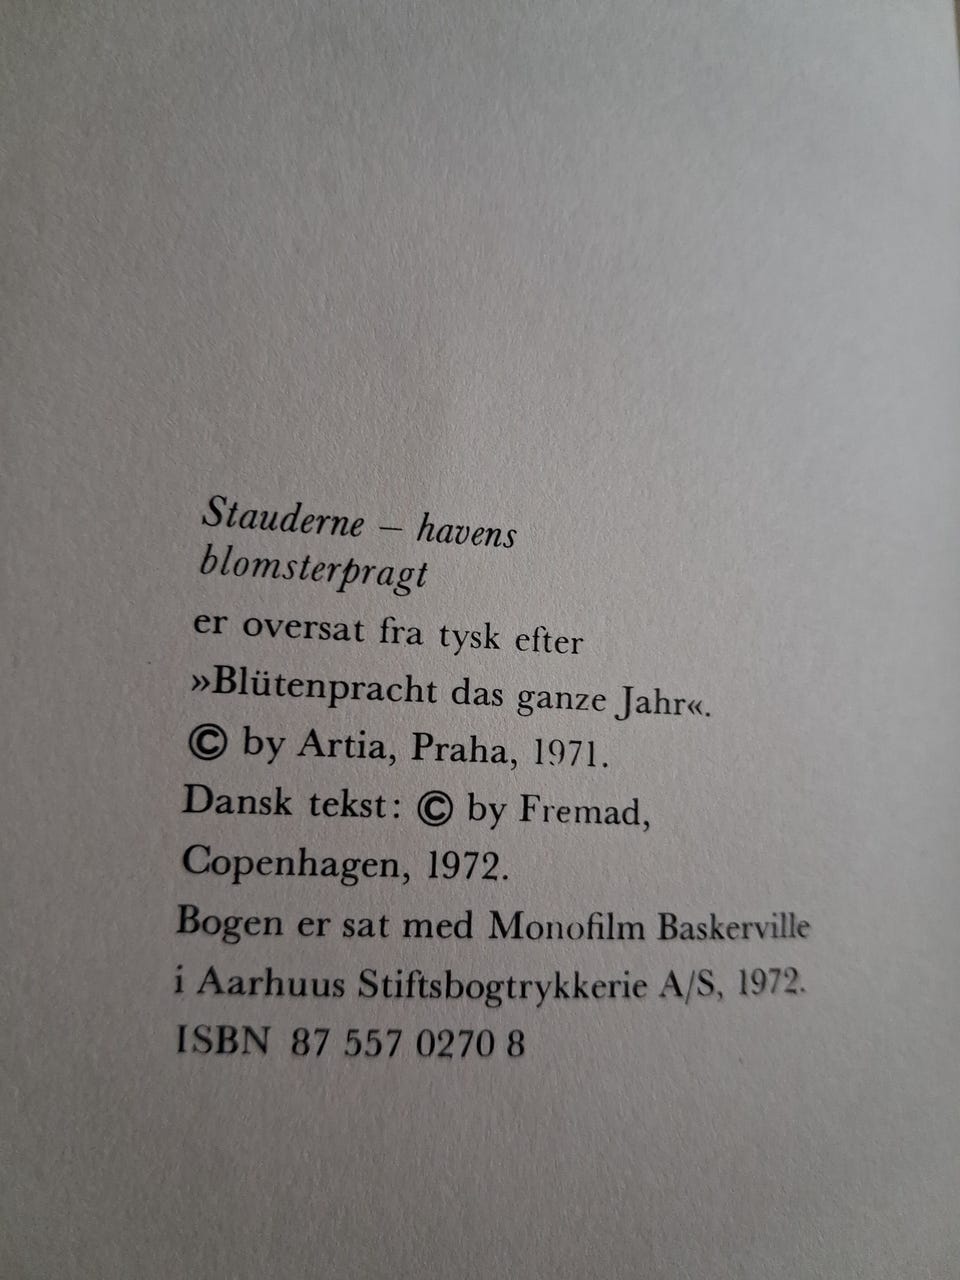 Stauderne – havens
blomsterpragt
er oversat fra tysk efter
»Blütenpracht das ganze Jahr«.
© by Artia, Praha, 1971.
Dansk tekst: © by Fremad,
Copenhagen, 1972.
Bogen er sat med Monofilm Baskerville
i Aarhuus Stiftsbogtrykkerie A/S, 1972.
ISBN 87 557 0270 8